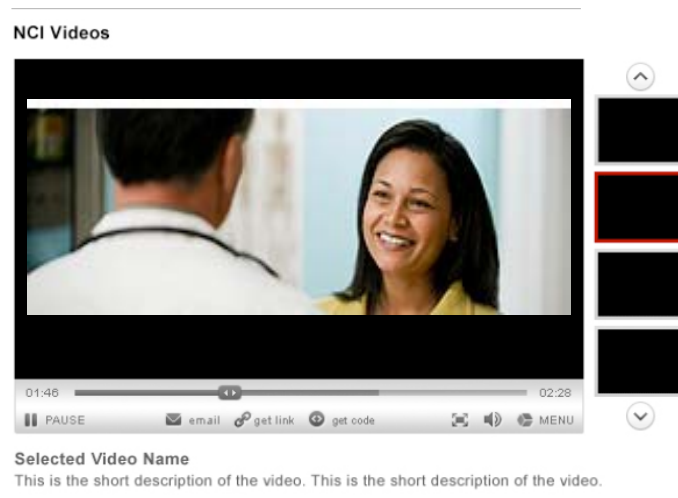 NCI Videos
01:46 02:28
PAUSE email get link get code MENU
Selected Video Name
This is the short description of the video. This is the short description of the video.